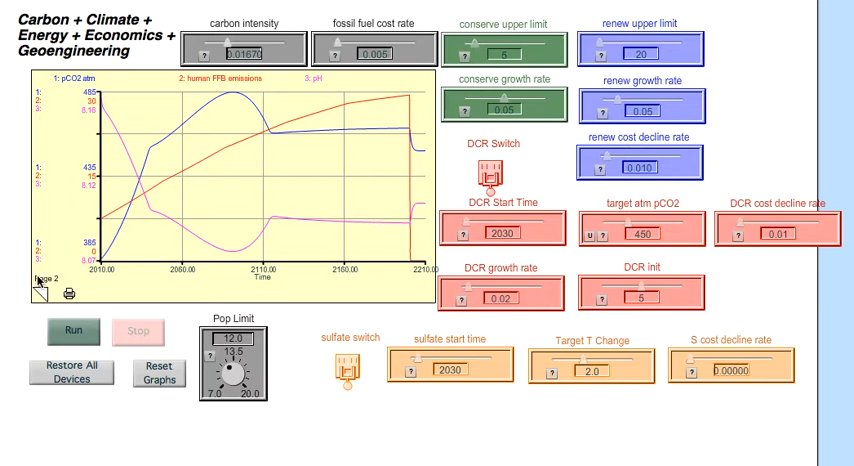 Carbon + Climate +
Energy + Economics +
Geoengineering
carbon intensity
? 0.01670
fossil fuel cost rate
? 0.005
conserve upper limit
? 5
renew upper limit
? 20
1: pCO2 atm
2: human FFB emissions
3: pH
1:
2:
3:
485
30
8.16
1:
2:
3:
435
15
8.12
1:
2:
3:
385
0
8.07
2010.00
2060.00
2110.00
2160.00
2210.00
Time
Page 2
conserve growth rate
? 0.05
renew growth rate
? 0.05
renew cost decline rate
? 0.010
DCR Switch
DCR Start Time
? 2030
target atm pCO2
U ? 450
DCR cost decline rate
? 0.01
DCR growth rate
? 0.02
DCR init
? 5
Run
Stop
Restore All
Devices
Reset
Graphs
Pop Limit
12.0
? 13.5
7.0 20.0
sulfate switch
sulfate start time
? 2030
Target T Change
? 2.0
S cost decline rate
? 0.00000